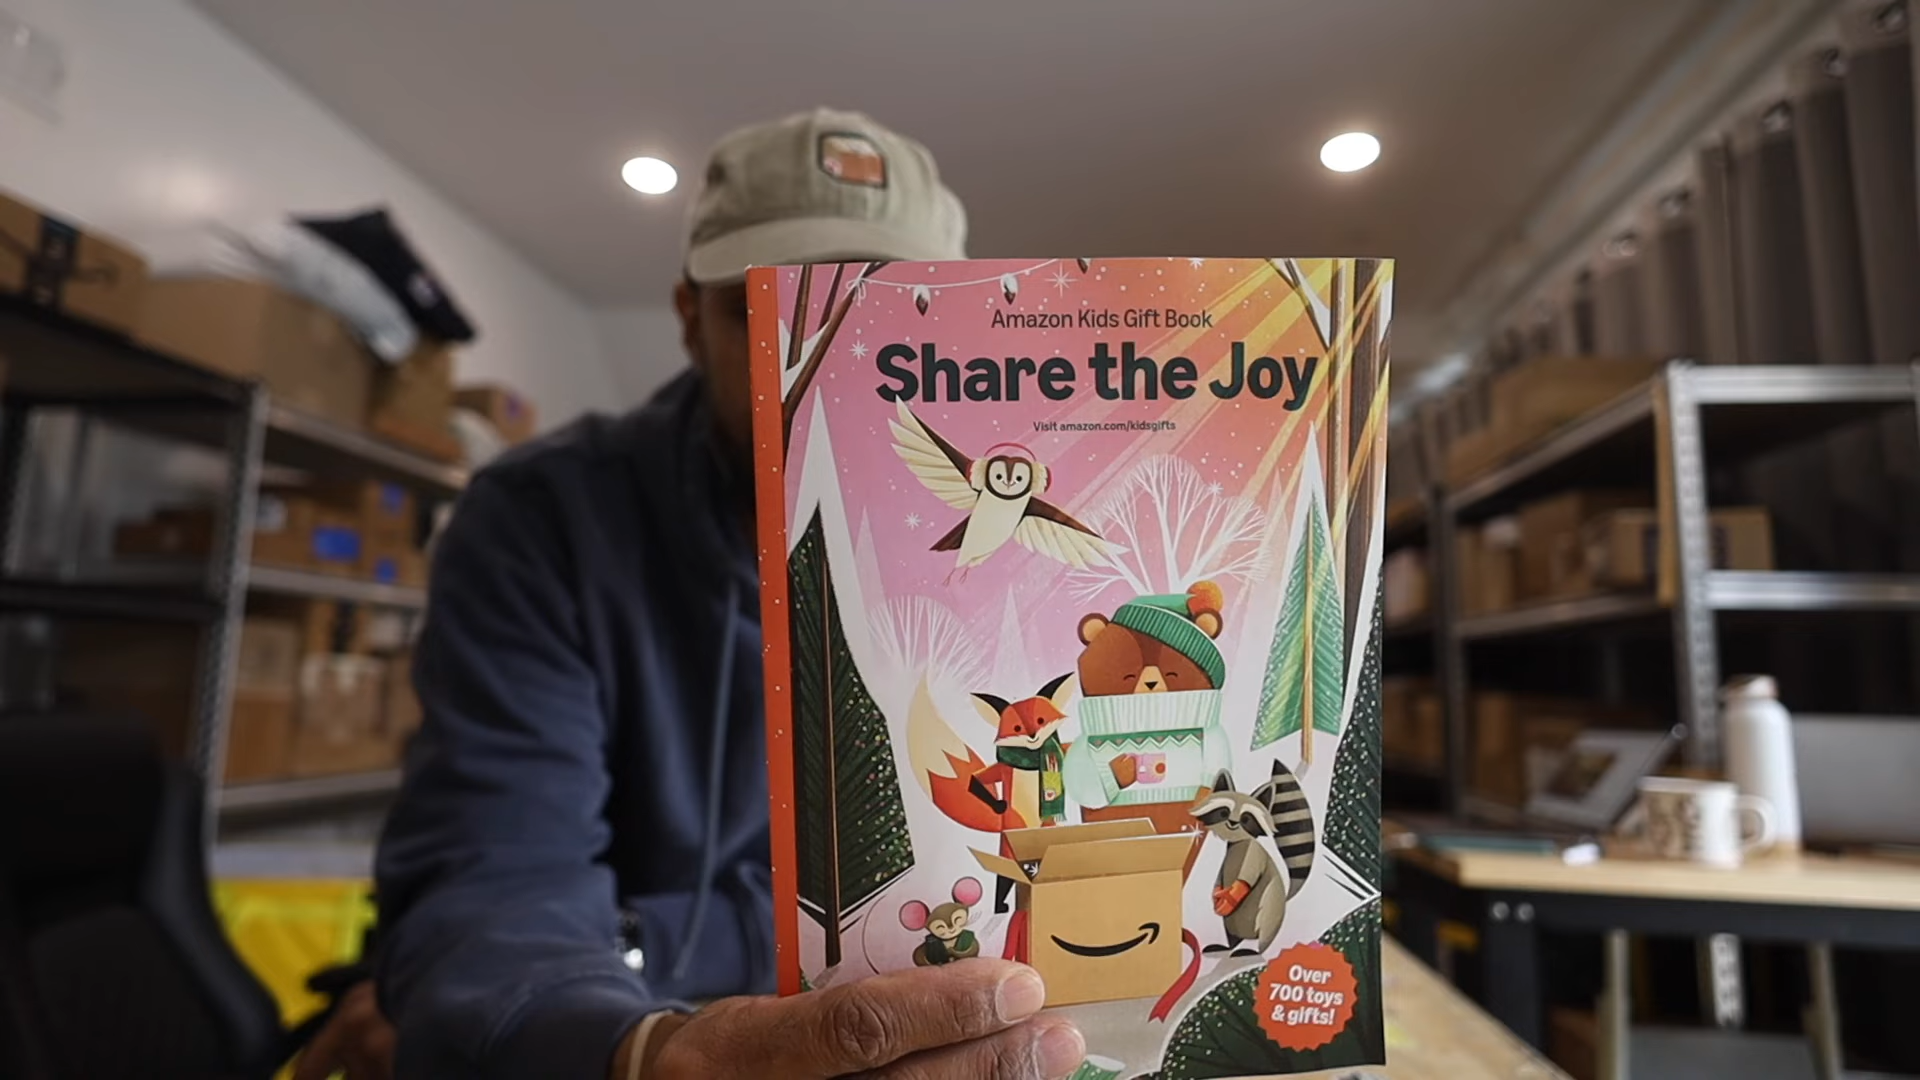 Amazon Kids Gift Book
Share the Joy
Visit amazon.com/kidsgifts
Over
700 toys
& gifts!